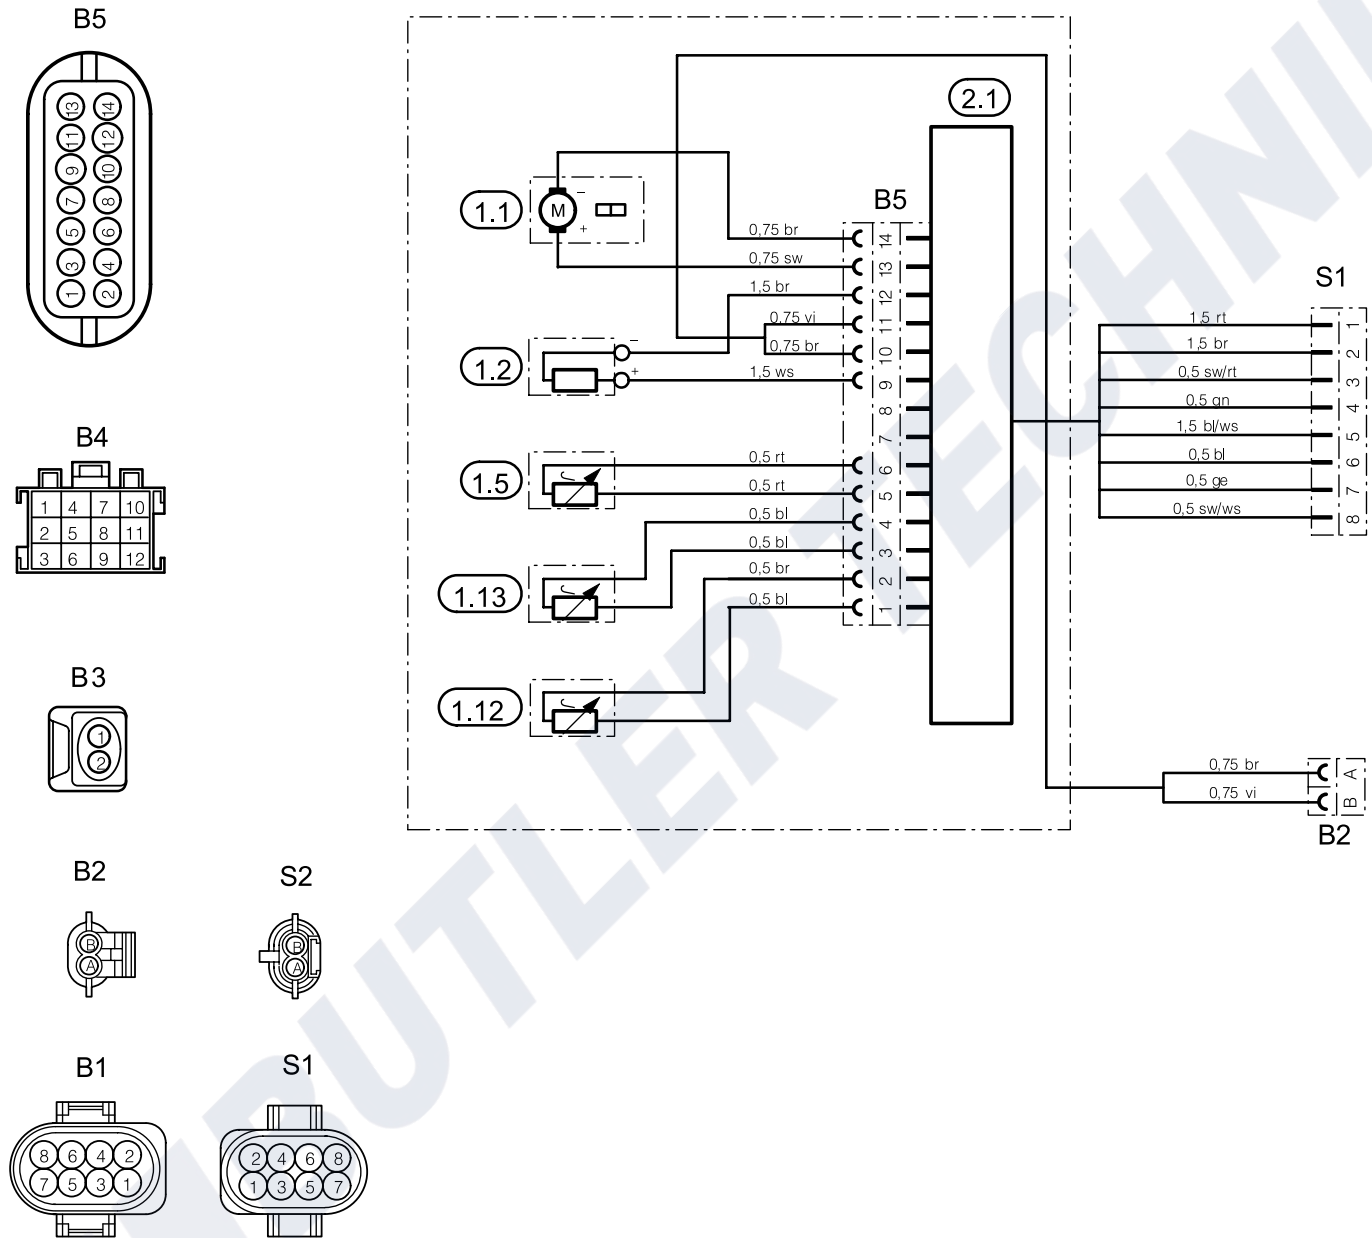 B5
13 14
11 12
9 10
7 8
5 6
3 4
1 2
B4
1 4 7 10
2 5 8 11
3 6 9 12
B3
1
2
B2
B
A
S2
B
A
B1
8 6 4 2
7 5 3 1
S1
2 4 6 8
1 3 5 7
2.1
1.1
M
-
+
B5
0,75 br 14
0,75 sw 13
1,5 br 12
0,75 vi 11
0,75 br 10
1.2
-
+
1,5 ws 9
8
7
1.5
0,5 rt 6
0,5 rt 5
0,5 bl 4
0,5 bl 3
1.13
0,5 br 2
0,5 bl 1
1.12
S1
1,5 rt 1
1,5 br 2
0,5 sw/rt 3
0,5 gn 4
1,5 bl/ws 5
0,5 bl 6
0,5 ge 7
0,5 sw/ws 8
0,75 br A
0,75 vi B
B2
BUTLER TECHNI